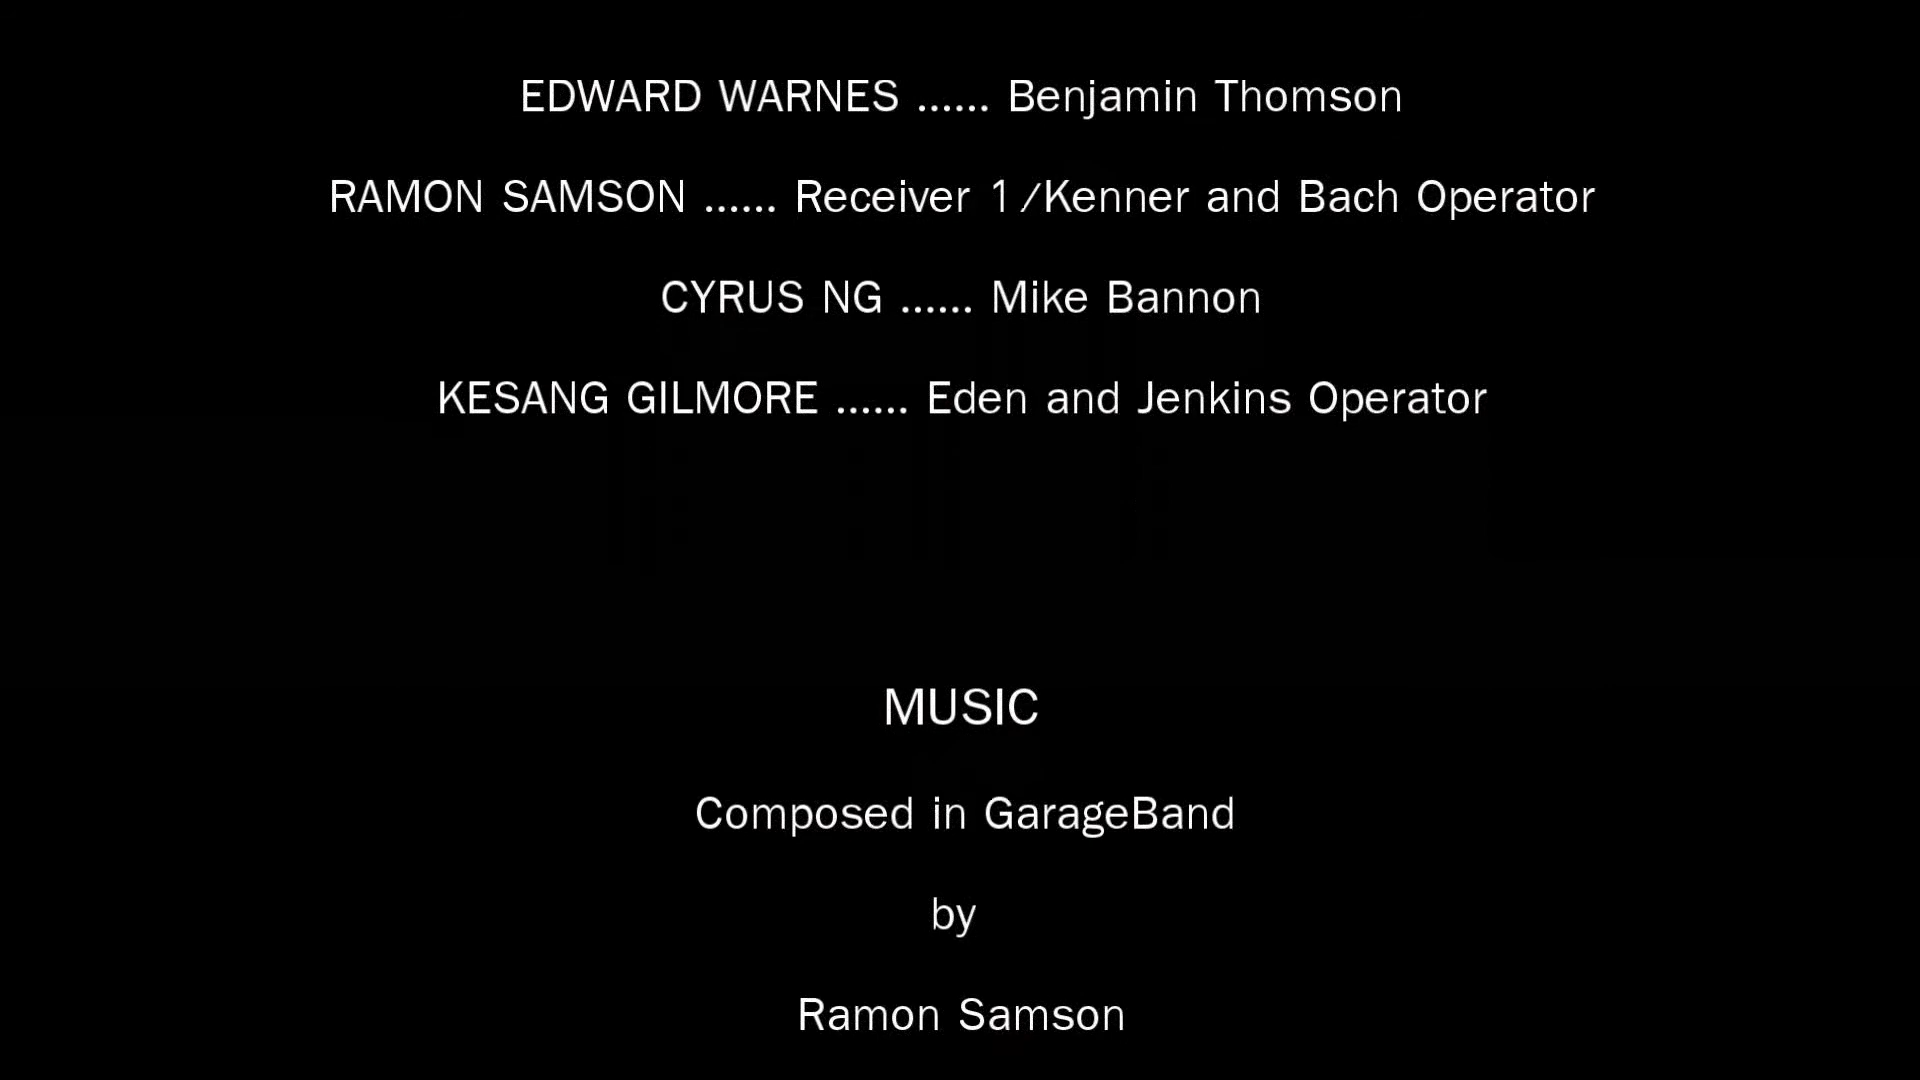 EDWARD WARNES ...... Benjamin Thomson
RAMON SAMSON ...... Receiver 1/Kenner and Bach Operator
CYRUS NG ...... Mike Bannon
KESANG GILMORE ...... Eden and Jenkins Operator
MUSIC
Composed in GarageBand
by
Ramon Samson